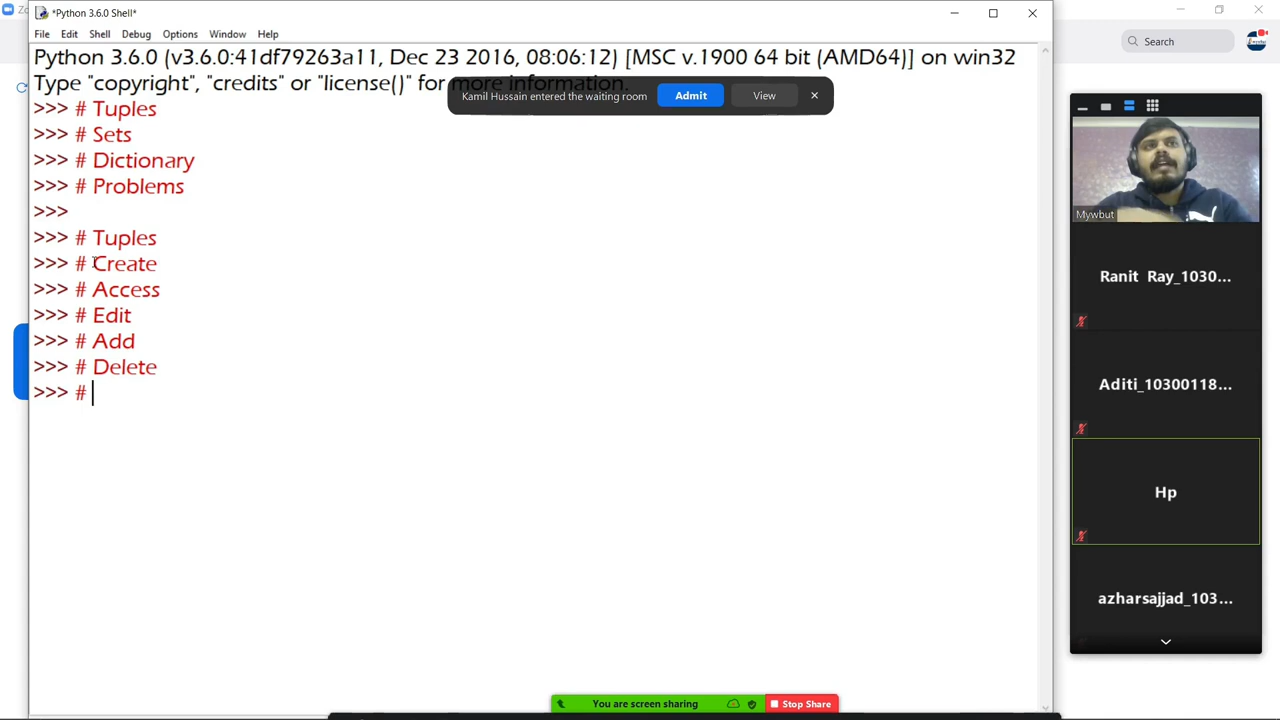 Zo
*Python 3.6.0 Shell*
File Edit Shell Debug Options Window Help
Python 3.6.0 (v3.6.0:41df79263a11, Dec 23 2016, 08:06:12) [MSC v.1900 64 bit (AMD64)] on win32
Type "copyright", "credits" or "license()" for more information.
Kamil Hussain entered the waiting room Admit View
>>> # Tuples
>>> # Sets
>>> # Dictionary
>>> # Problems
>>>
>>> # Tuples
>>> # Create
>>> # Access
>>> # Edit
>>> # Add
>>> # Delete
>>> #
Search
Mywbut
Ranit Ray_1030...
Aditi_10300118...
Hp
azharsajjad_103...
You are screen sharing Stop Share